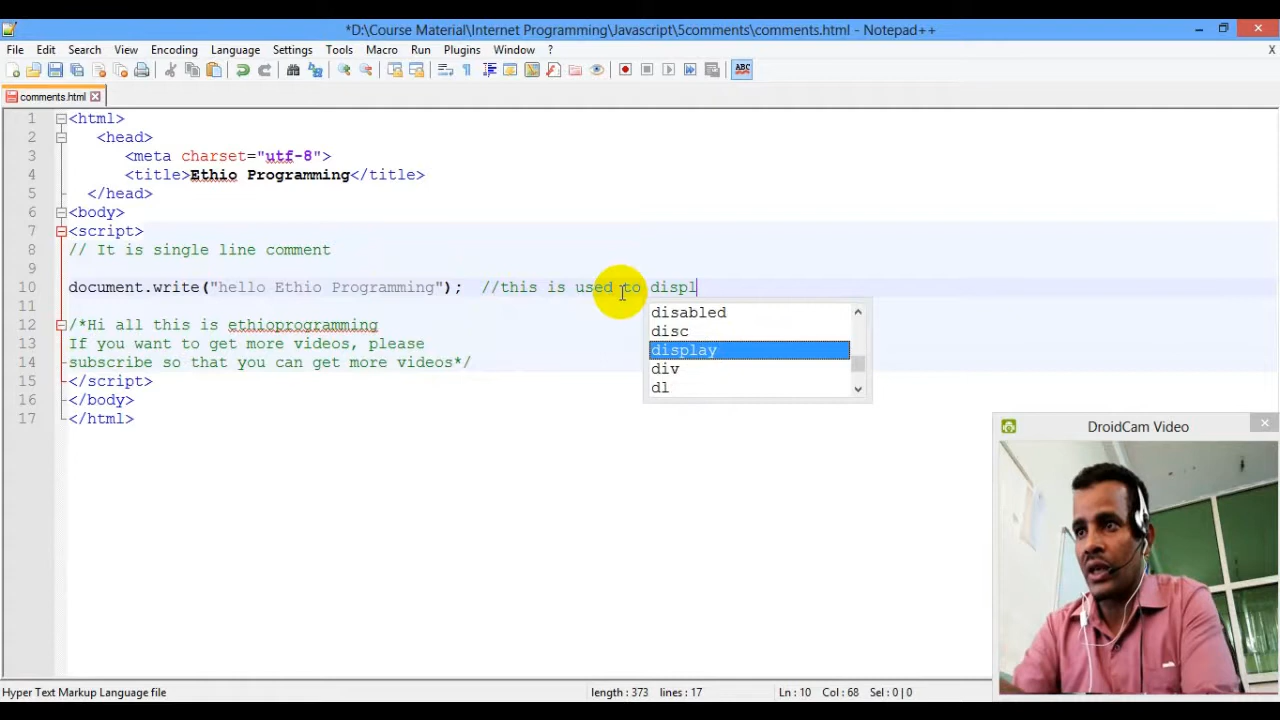 *D:\Course Material\Internet Programming\Javascript\5comments\comments.html - Notepad++
File Edit Search View Encoding Language Settings Tools Macro Run Plugins Window ? X
ABC
comments.html
1 <html>
2 <head>
3 <meta charset="utf-8">
4 <title>Ethio Programming</title>
5 </head>
6 <body>
7 <script>
8 // It is single line comment
9
10 document.write("hello Ethio Programming"); //this is used to displ
11
disabled
disc
display
div
dl
12 /*Hi all this is ethioprogramming
13 If you want to get more videos, please
14 subscribe so that you can get more videos*/
15 </script>
16 </body>
17 </html>
DroidCam Video
Hyper Text Markup Language file length : 373 lines : 17 Ln : 10 Col : 68 Sel : 0 | 0